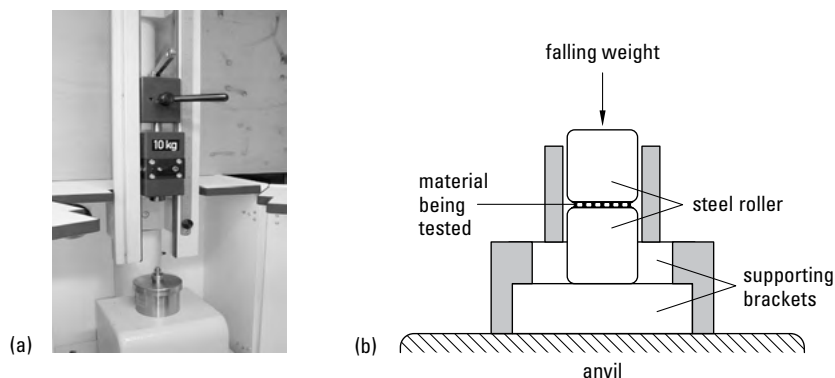 10 kg
(a)
falling weight
material
being
tested
steel roller
supporting
brackets
(b)
anvil